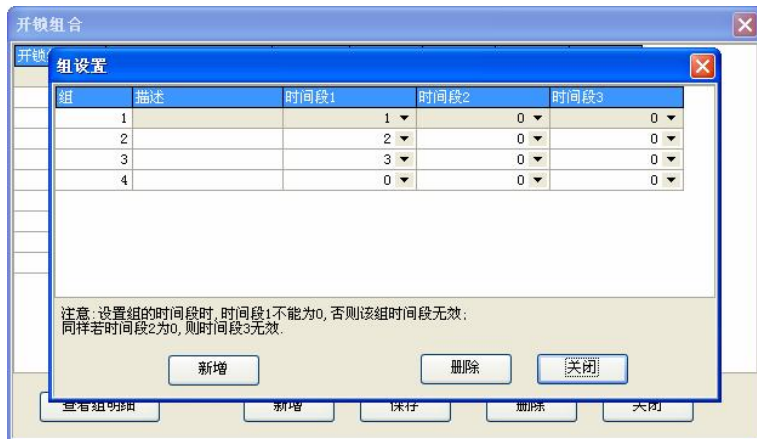 开锁组合
开锁
组设置
组 描述 时间段1 时间段2 时间段3
1 1 0 0
2 2 0 0
3 3 0 0
4 0 0 0
注意:设置组的时间段时,时间段1不能为0,否则该组时间段无效;
同样若时间段2为0,则时间段3无效.
新增 删除 关闭
查看组明细 新增 保存 删除 关闭